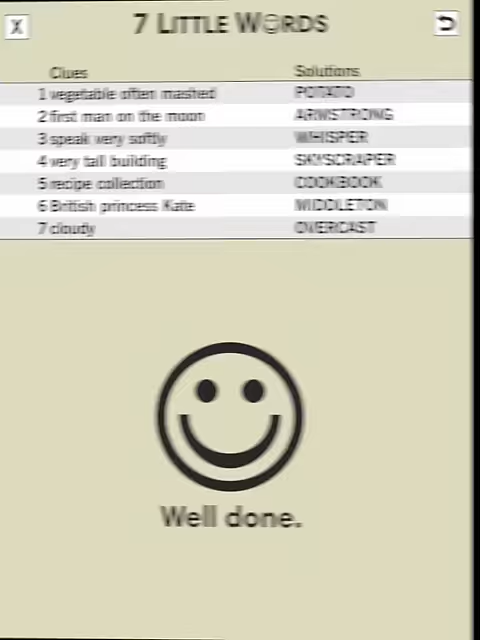 X 7 LITTLE WORDS
Clues Solutions
1 vegetable often mashed POTATO
2 first man on the moon ARMSTRONG
3 speak very softly WHISPER
4 very tall building SKYSCRAPER
5 recipe collection COOKBOOK
6 British princess Kate MIDDLETON
7 cloudy OVERCAST
Well done.